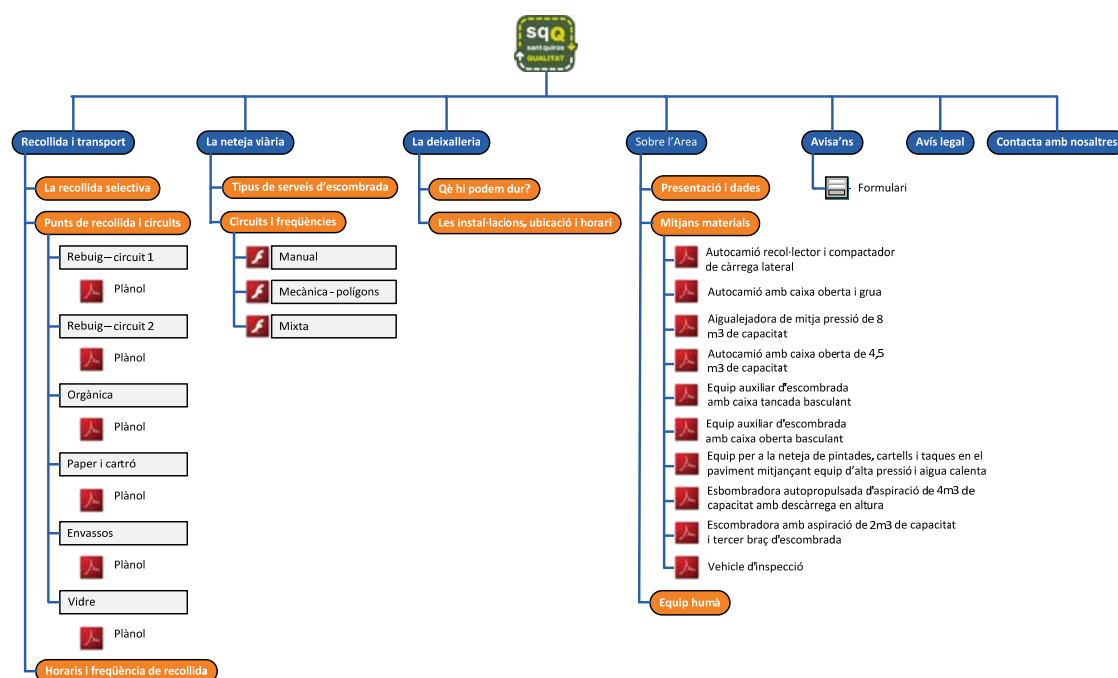 sqQ
sant quirze
QUALITAT
Recollida i transport
La neteja viària
La deixalleria
Sobre l'Area
Avisa'ns
Avís legal
Contacta amb nosaltres
La recollida selectiva
Punts de recollida i circuits
Rebuig—circuit 1
Plànol
Rebuig—circuit 2
Plànol
Orgànica
Plànol
Paper i cartró
Plànol
Envassos
Plànol
Vidre
Plànol
Horaris i freqüència de recollida
Tipus de serveis d'escombrada
Circuits i freqüències
Manual
Mecànica - polígons
Mixta
Qè hi podem dur?
Les instal·lacions, ubicació i horari
Presentació i dades
Mitjans materials
Autocamió recol·lector i compactador
de càrrega lateral
Autocamió amb caixa oberta i grua
Aigualejadora de mitja pressió de 8
m3 de capacitat
Autocamió amb caixa oberta de 4,5
m3 de capacitat
Equip auxiliar d'escombrada
amb caixa tancada basculant
Equip auxiliar d'escombrada
amb caixa oberta basculant
Equip per a la neteja de pintades, cartells i taques en el
paviment mitjançant equip d'alta pressió i aigua calenta
Esbombradora autopropulsada d'aspiració de 4m3 de
capacitat amb descàrrega en altura
Escombradora amb aspiració de 2m3 de capacitat
i tercer braç d'escombrada
Vehicle d'inspecció
Equip humà
Formulari